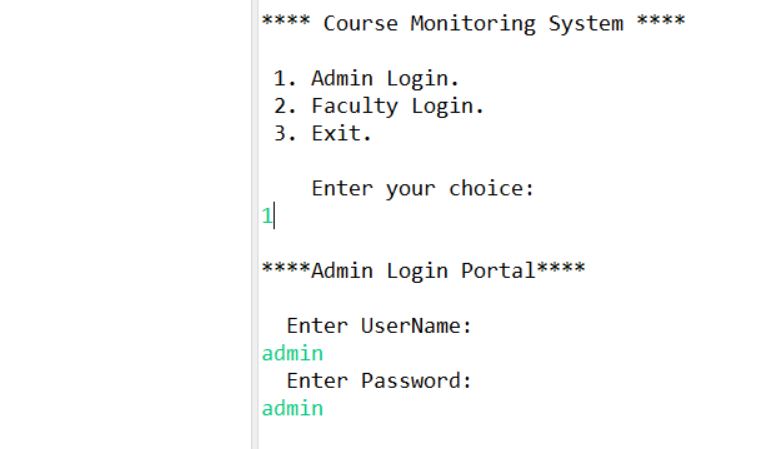 **** Course Monitoring System ****
1. Admin Login.
2. Faculty Login.
3. Exit.
Enter your choice:
1
****Admin Login Portal****
Enter UserName:
admin
Enter Password:
admin